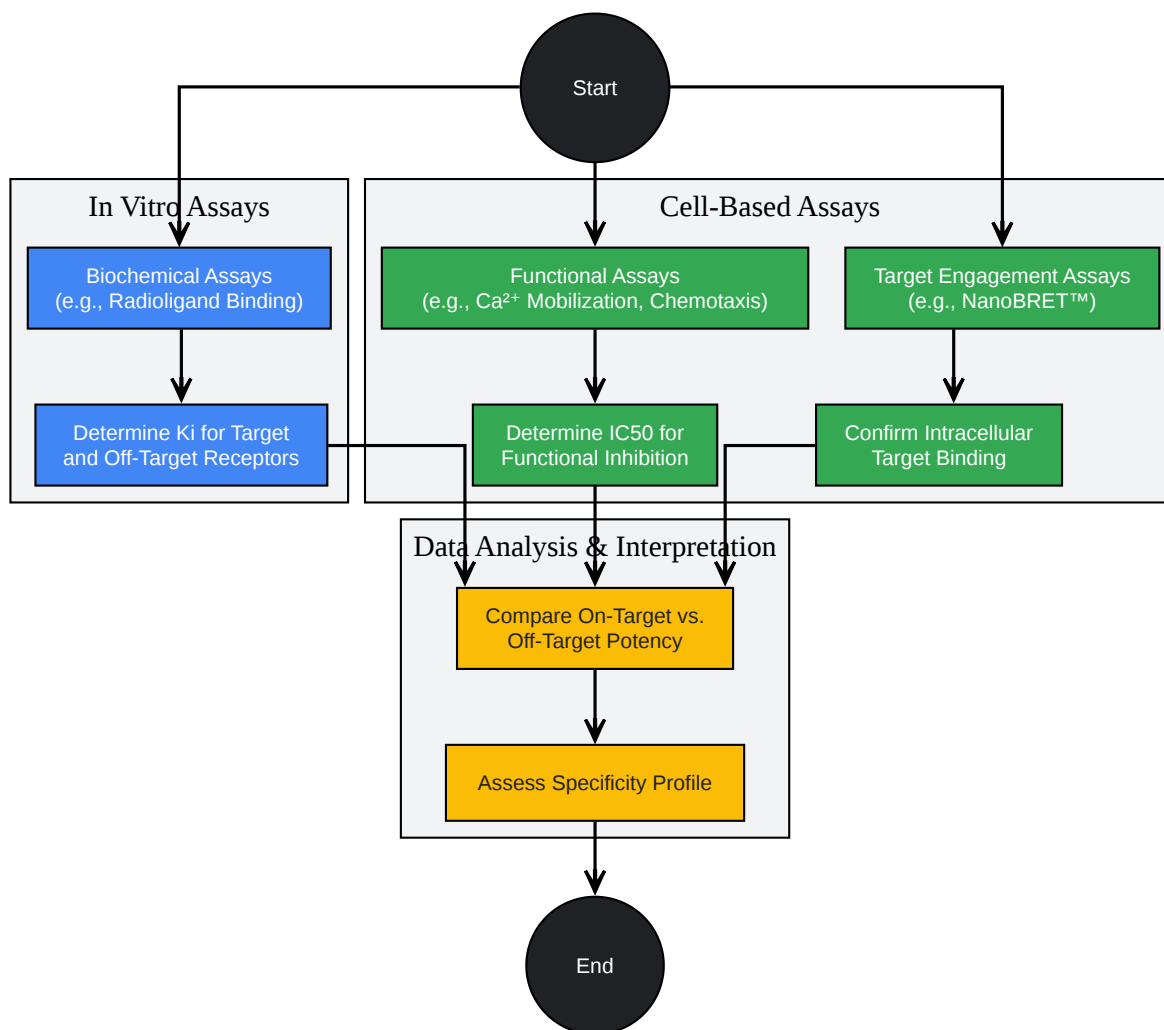 Start
In Vitro Assays
Cell-Based Assays
Biochemical Assays
(e.g., Radioligand Binding)
Functional Assays
(e.g., Ca²⁺ Mobilization, Chemotaxis)
Target Engagement Assays
(e.g., NanoBRET™)
Determine Ki for Target
and Off-Target Receptors
Determine IC50 for
Functional Inhibition
Confirm Intracellular
Target Binding
Data Analysis & Interpretation
Compare On-Target vs.
Off-Target Potency
Assess Specificity Profile
End